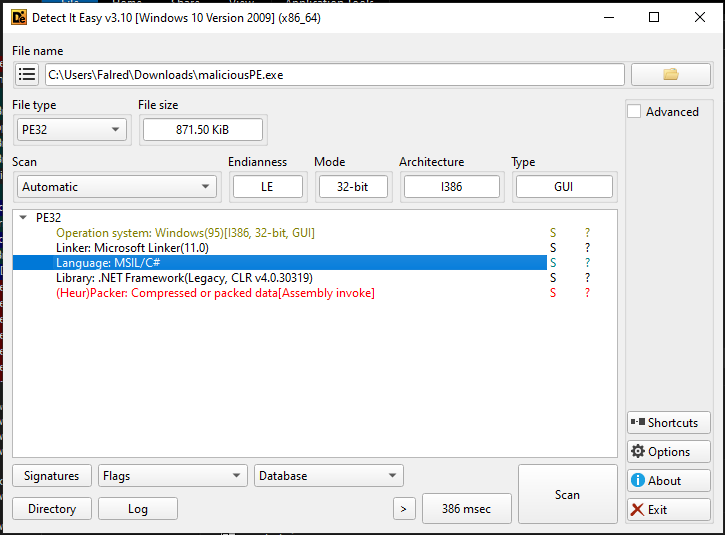 Detect It Easy v3.10 [Windows 10 Version 2009] (x86_64)
File name
C:\Users\Falred\Downloads\maliciousPE.exe
File type
File size
PE32
871.50 KiB
Advanced
Scan
Endianness
Mode
Architecture
Type
Automatic
LE
32-bit
I386
GUI
PE32
Operation system: Windows(95)[I386, 32-bit, GUI] S ?
Linker: Microsoft Linker(11.0) S ?
Language: MSIL/C# S ?
Library: .NET Framework(Legacy, CLR v4.0.30319) S ?
(Heur)Packer: Compressed or packed data[Assembly invoke] S ?
Shortcuts
Options
About
Exit
Signatures
Flags
Database
Scan
Directory
Log
>
386 msec